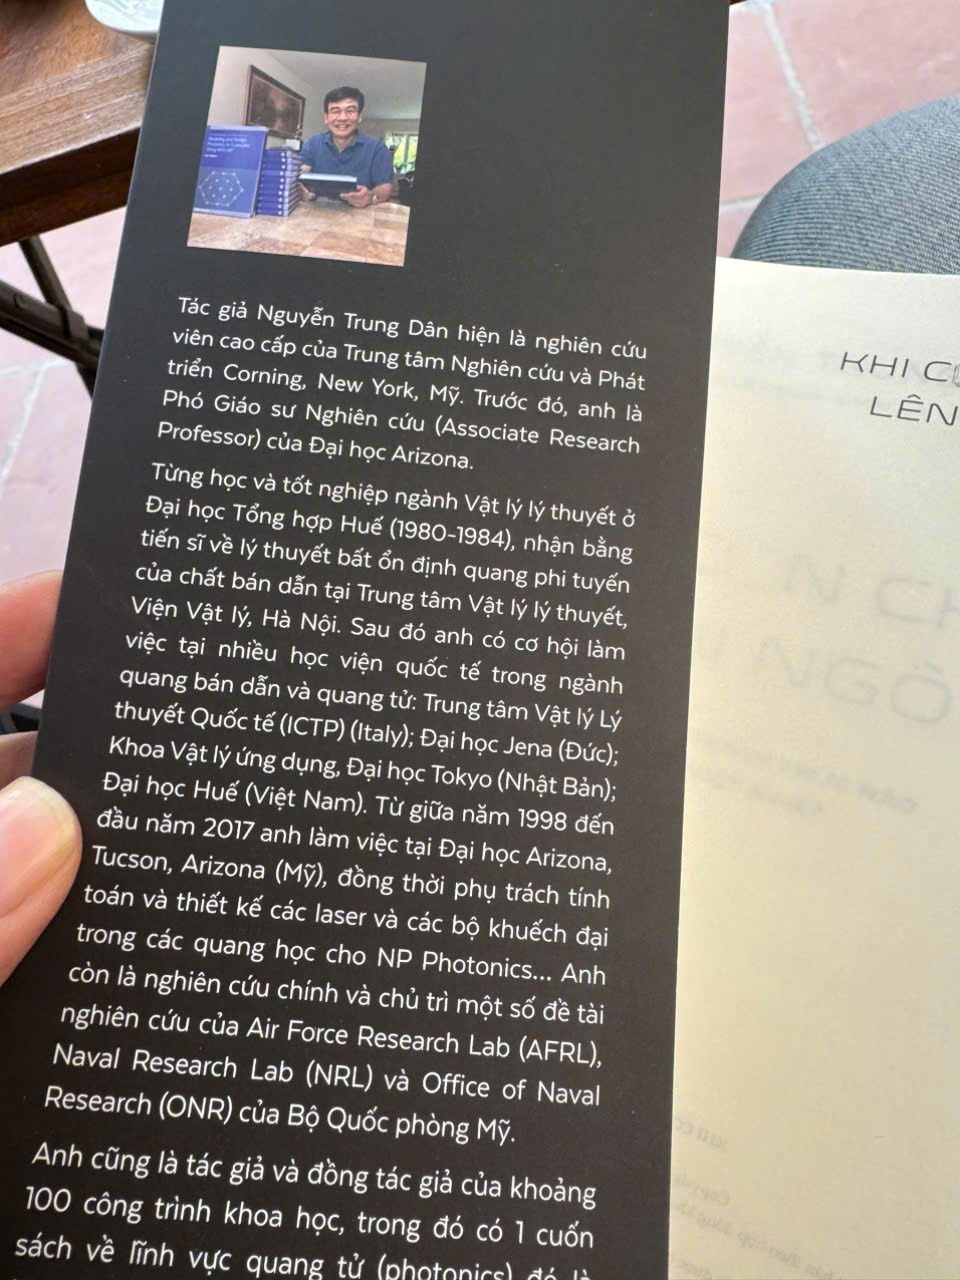 Modeling and Design
Photonics by Examples
Using MATLAB®
Tác giả Nguyễn Trung Dân hiện là nghiên cứu
viên cao cấp của Trung tâm Nghiên cứu và Phát
triển Corning, New York, Mỹ. Trước đó, anh là
Phó Giáo sư Nghiên cứu (Associate Research
Professor) của Đại học Arizona.
Từng học và tốt nghiệp ngành Vật lý lý thuyết ở
Đại học Tổng hợp Huế (1980-1984), nhận bằng
tiến sĩ về lý thuyết bất ổn định quang phi tuyến
của chất bán dẫn tại Trung tâm Vật lý lý thuyết,
Viện Vật lý, Hà Nội. Sau đó anh có cơ hội làm
việc tại nhiều học viện quốc tế trong ngành
quang bán dẫn và quang tử: Trung tâm Vật lý Lý
thuyết Quốc tế (ICTP) (Italy); Đại học Jena (Đức);
Khoa Vật lý ứng dụng, Đại học Tokyo (Nhật Bản);
Đại học Huế (Việt Nam). Từ giữa năm 1998 đến
đầu năm 2017 anh làm việc tại Đại học Arizona,
Tucson, Arizona (Mỹ), đồng thời phụ trách tính
toán và thiết kế các laser và các bộ khuếch đại
trong các quang học cho NP Photonics... Anh
còn là nghiên cứu chính và chủ trì một số đề tài
nghiên cứu của Air Force Research Lab (AFRL),
Naval Research Lab (NRL) và Office of Naval
Research (ONR) của Bộ Quốc phòng Mỹ.
Anh cũng là tác giả và đồng tác giả của khoảng
100 công trình khoa học, trong đó có 1 cuốn
sách về lĩnh vực quang tử (photonics) đó là
KHI
LÊN